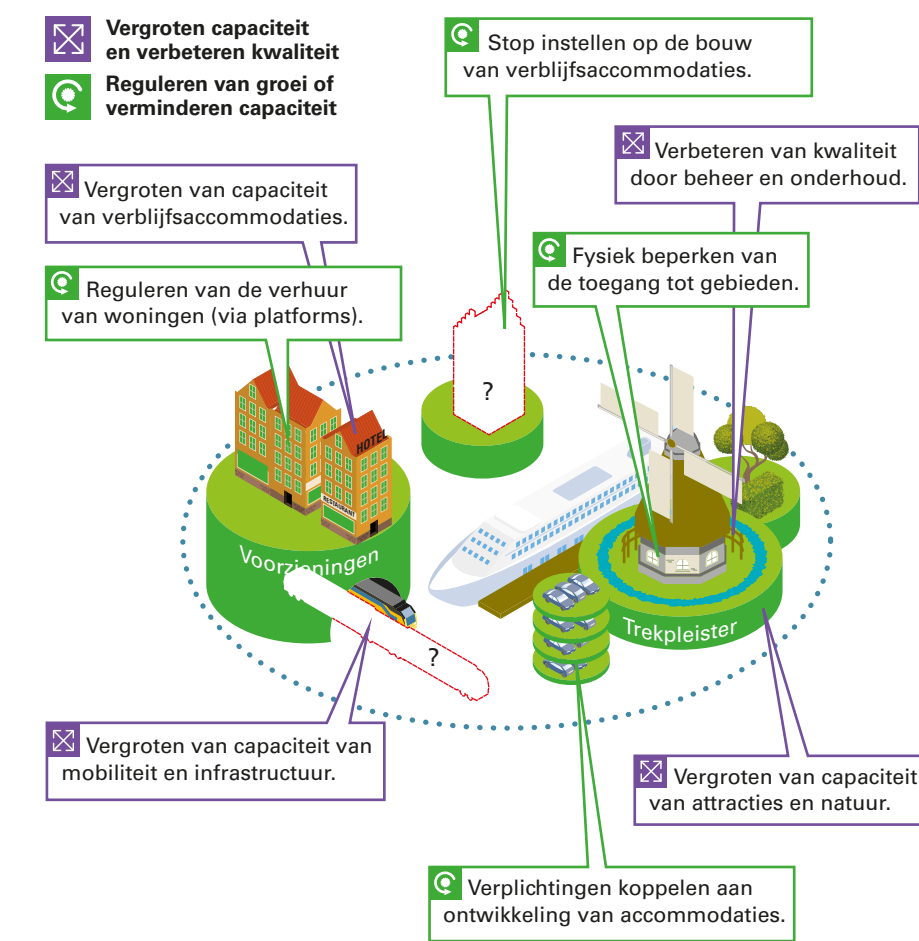 Vergroten capaciteit
en verbeteren kwaliteit
Reguleren van groei of
verminderen capaciteit
Stop instellen op de bouw
van verblijfsaccommodaties.
Verbeteren van kwaliteit
door beheer en onderhoud.
Vergroten van capaciteit
van verblijfsaccommodaties.
Fysiek beperken van
de toegang tot gebieden.
Reguleren van de verhuur
van woningen (via platforms).
?
HOTEL
RESTAURANT
Voorzieningen
Trekpleister
?
Vergroten van capaciteit van
mobiliteit en infrastructuur.
Vergroten van capaciteit
van attracties en natuur.
Verplichtingen koppelen aan
ontwikkeling van accommodaties.